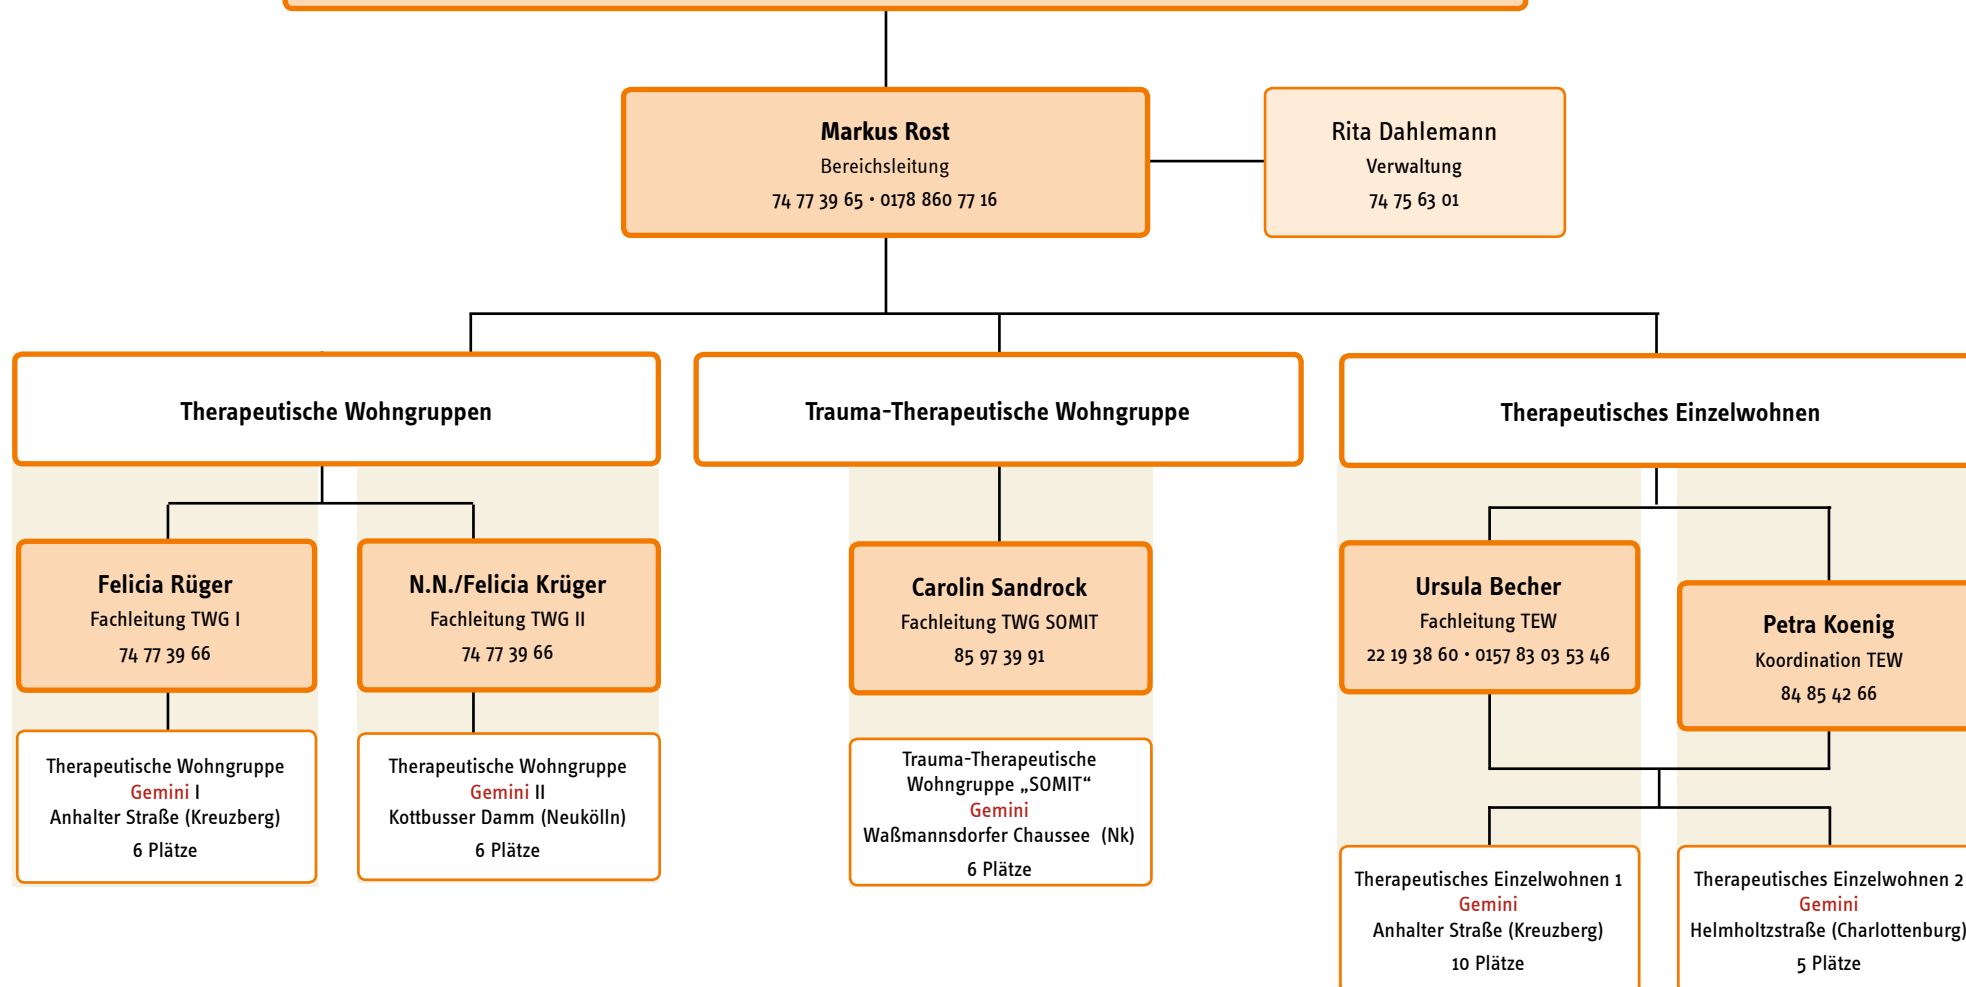 Markus Rost
Bereichsleitung
74 77 39 65 • 0178 860 77 16
Rita Dahlemann
Verwaltung
74 75 63 01
Therapeutische Wohngruppen
Trauma-Therapeutische Wohngruppe
Therapeutisches Einzelwohnen
Felicia Rüger
Fachleitung TWG I
74 77 39 66
N.N./Felicia Krüger
Fachleitung TWG II
74 77 39 66
Carolin Sandrock
Fachleitung TWG SOMIT
85 97 39 91
Ursula Becher
Fachleitung TEW
22 19 38 60 • 0157 83 03 53 46
Petra Koenig
Koordination TEW
84 85 42 66
Therapeutische Wohngruppe
Gemini I
Anhalter Straße (Kreuzberg)
6 Plätze
Therapeutische Wohngruppe
Gemini II
Kottbusser Damm (Neukölln)
6 Plätze
Trauma-Therapeutische
Wohngruppe „SOMIT“
Gemini
Waßmannsdorfer Chaussee (Nk)
6 Plätze
Therapeutisches Einzelwohnen 1
Gemini
Anhalter Straße (Kreuzberg)
10 Plätze
Therapeutisches Einzelwohnen 2
Gemini
Helmholtzstraße (Charlottenburg)
5 Plätze